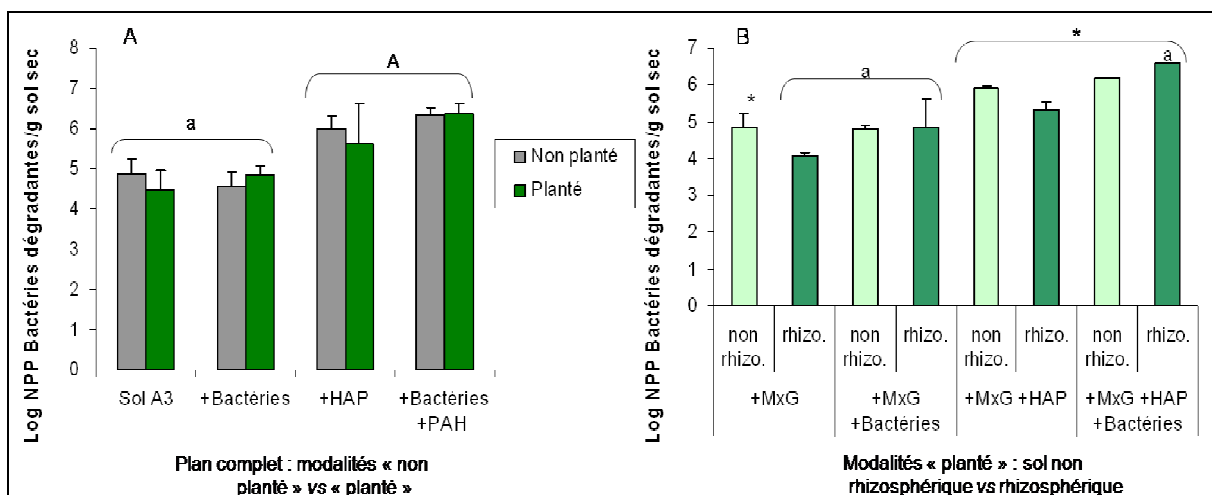 A
Log NPP Bactéries dégradantes/g sol sec
8
7
6
5
4
3
2
1
0
a
A
Sol A3
+Bactéries
+HAP
+Bactéries
+PAH
Non planté
Planté
Plan complet : modalités « non
planté » vs « planté »
B
Log NPP Bactéries dégradantes/g sol sec
7
6
5
4
3
2
1
0
*
a
*
a
non
rhizo.
rhizo.
non
rhizo.
rhizo.
non
rhizo.
rhizo.
non
rhizo.
rhizo.
+MxG
+MxG
+Bactéries
+MxG +HAP
+MxG +HAP
+Bactéries
Modalités « planté » : sol non
rhizosphérique vs rhizosphérique